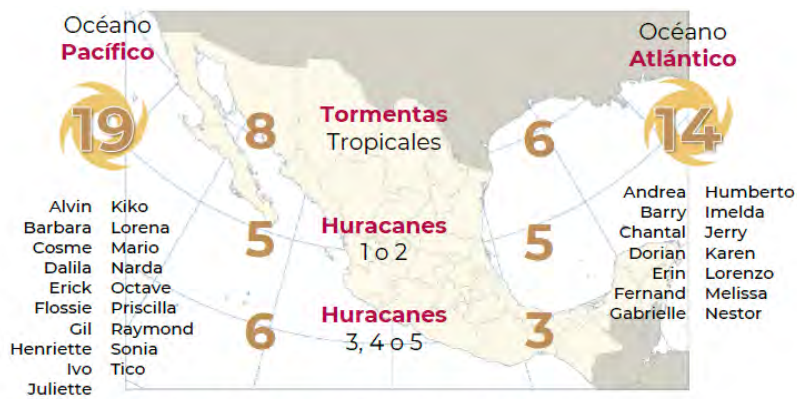 Océano
Pacífico
19
Océano
Atlántico
14
8
Tormentas
Tropicales
6
5
Huracanes
1 o 2
5
6
Huracanes
3, 4 o 5
3
Alvin Kiko
Barbara Lorena
Cosme Mario
Dalila Narda
Erick Octave
Flossie Priscilla
Gil Raymond
Henriette Sonia
Ivo Tico
Juliette
Andrea Humberto
Barry Imelda
Chantal Jerry
Dorian Karen
Erin Lorenzo
Fernand Melissa
Gabrielle Nestor